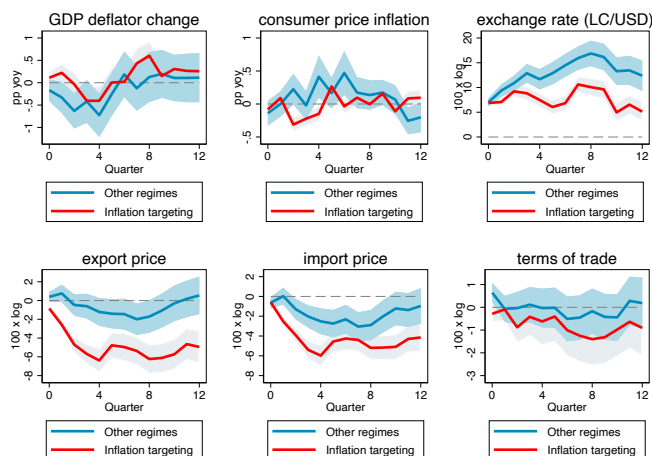 GDP deflator change
pp yoy
1
.5
0
-.5
-1
0 4 8 12
Quarter
Other regimes
Inflation targeting
consumer price inflation
pp yoy
1
.5
0
-.5
0 4 8 12
Quarter
Other regimes
Inflation targeting
exchange rate (LC/USD)
100 x log
20
15
10
5
0
0 4 8 12
Quarter
Other regimes
Inflation targeting
export price
100 x log
2
0
-2
-4
-6
-8
0 4 8 12
Quarter
Other regimes
Inflation targeting
import price
100 x log
2
0
-2
-4
-6
-8
0 4 8 12
Quarter
Other regimes
Inflation targeting
terms of trade
100 x log
1
0
-1
-2
-3
0 4 8 12
Quarter
Other regimes
Inflation targeting